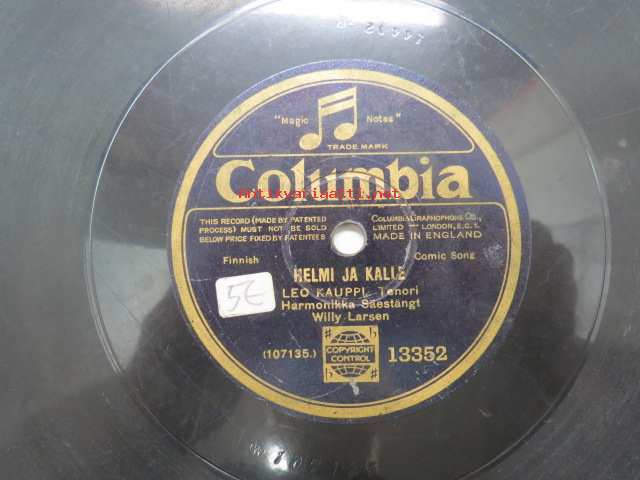 "Magic Notes"
TRADE MARK
Columbia
Antikvariaatti.net
THIS RECORD (MADE BY PATENTED
PROCESS) MUST NOT BE SOLD
BELOW PRICE FIXED BY PATENTEES
COLUMBIA GRAPHOPHONE Co.,
LIMITED LONDON, E.C.1.
MADE IN ENGLAND
Finnish
Comic Song
HELMI JA KALLE
LEO KAUPPI, Tenori
Harmonikka Säestängt
Willy Larsen
5€
(107135.)
COPYRIGHT
CONTROL
13352